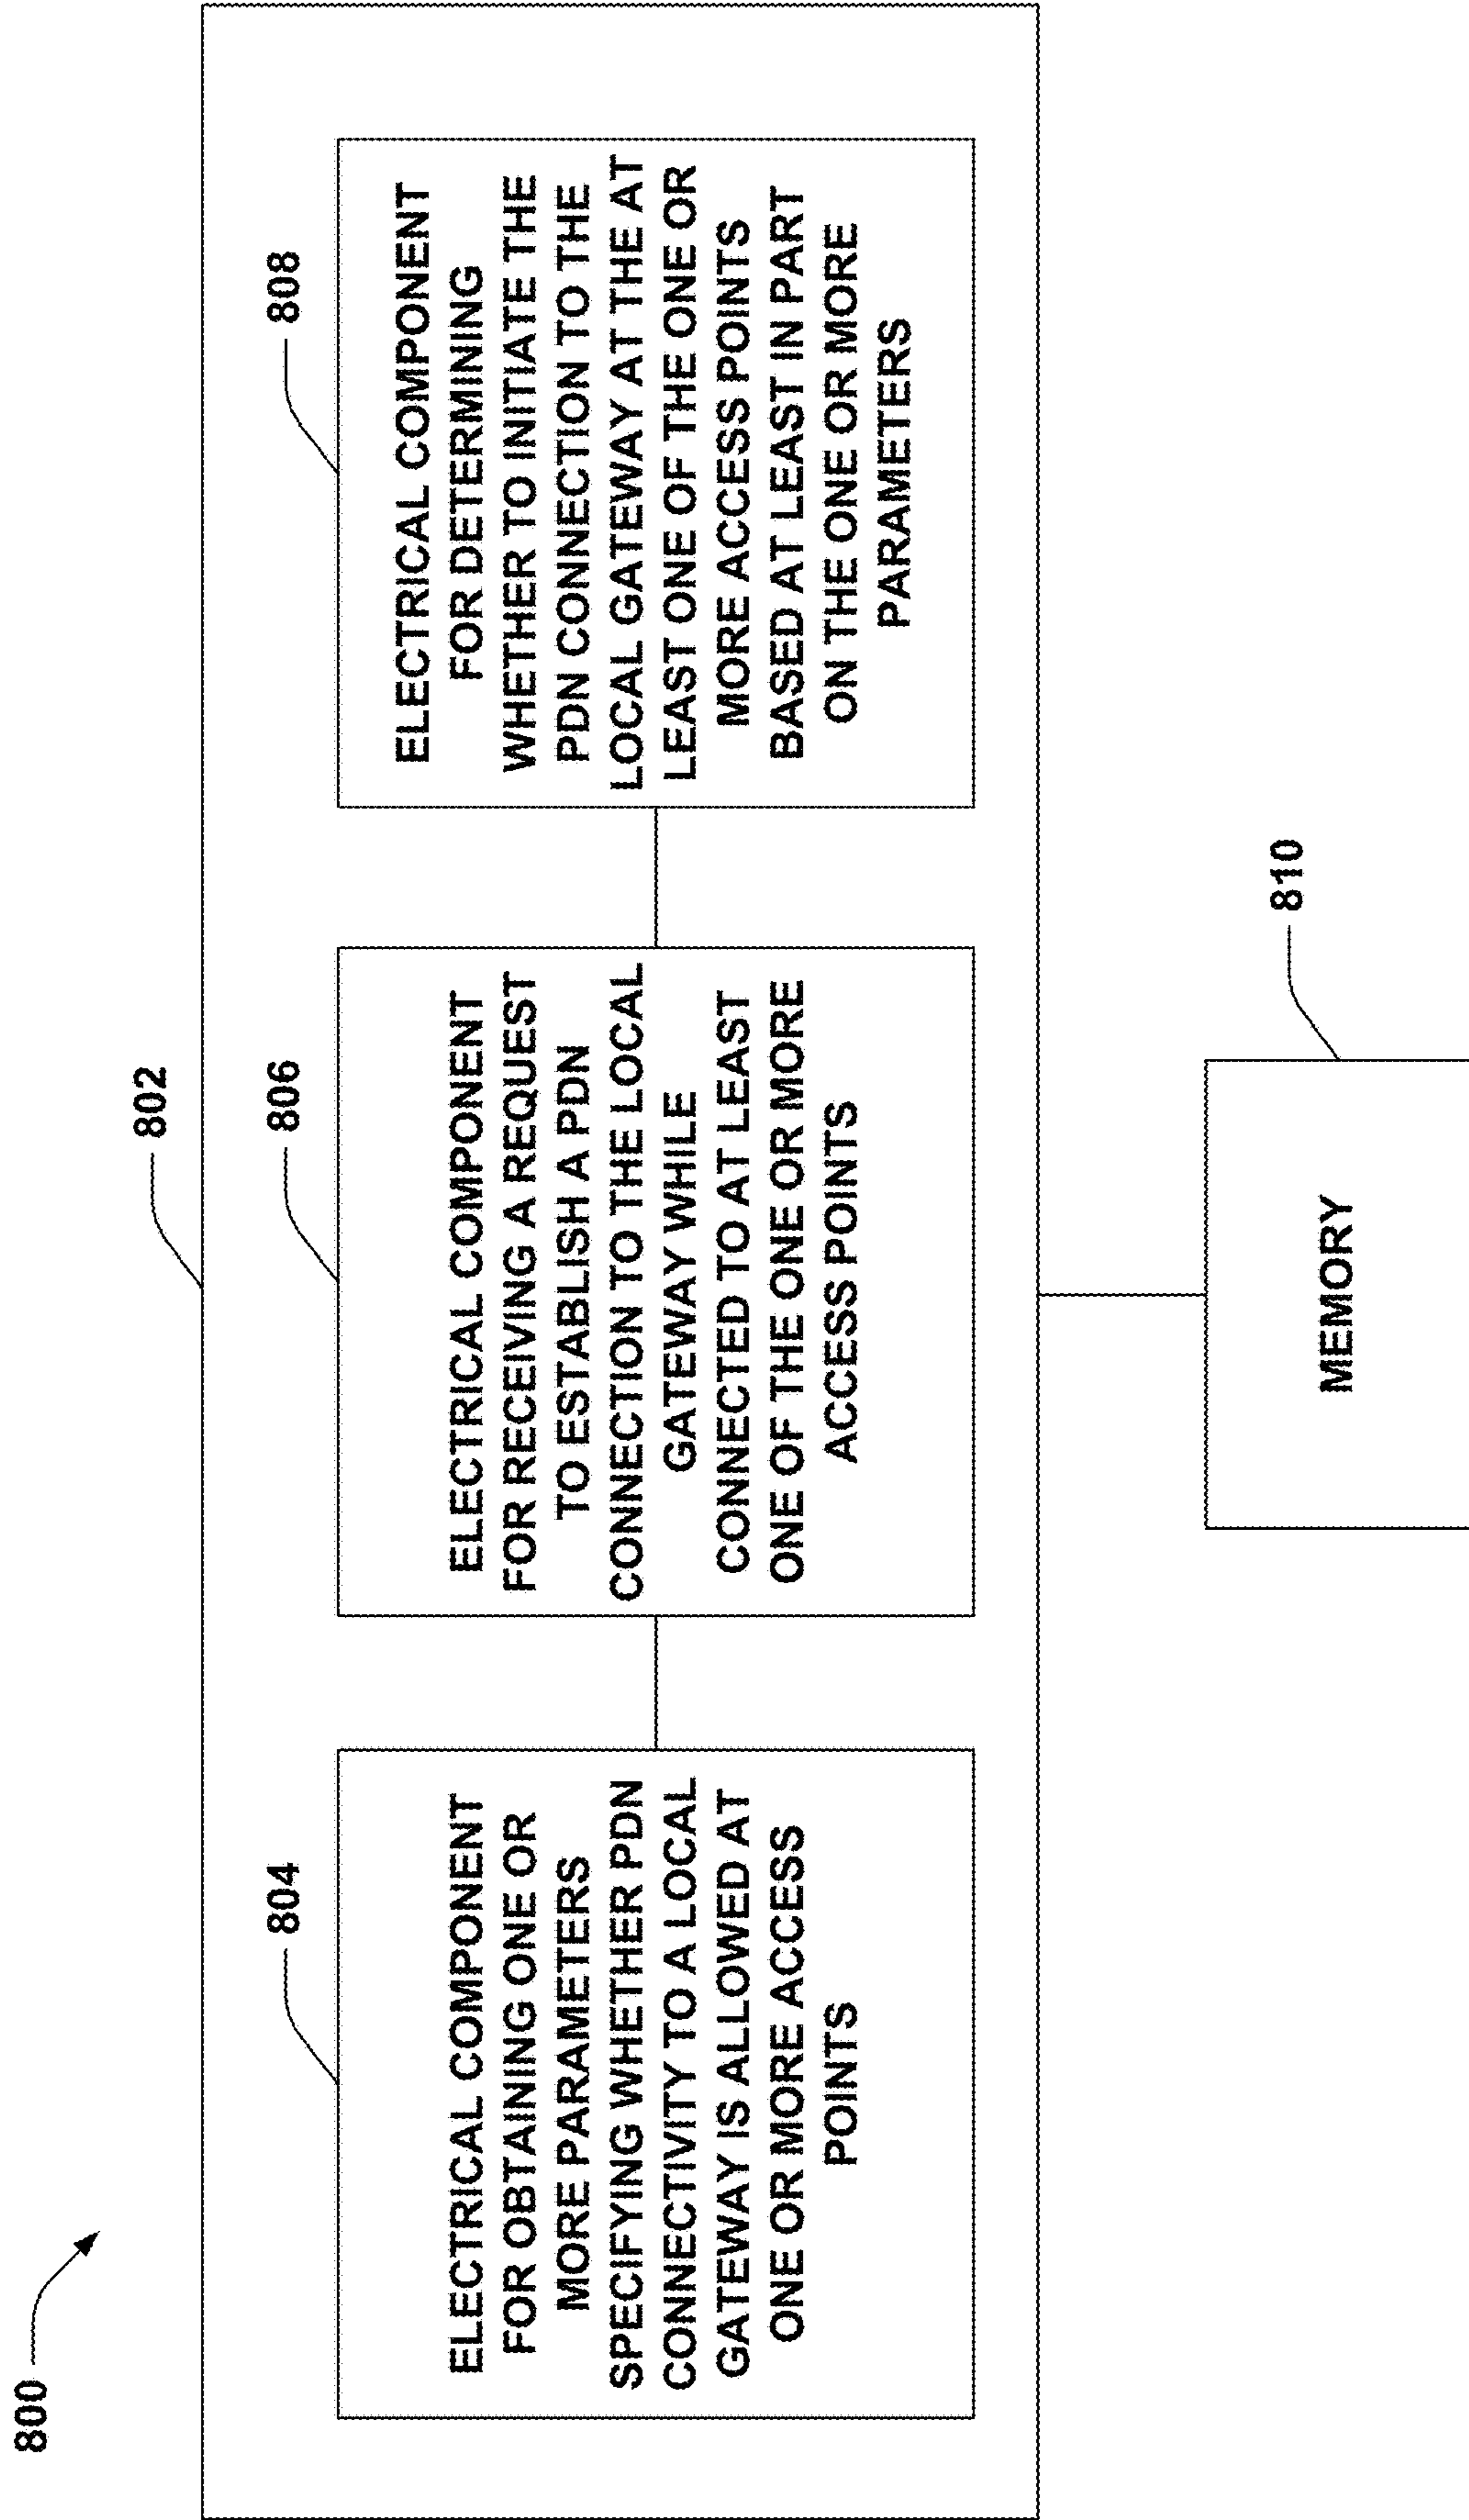 800
802
804
ELECTRICAL COMPONENT
FOR OBTAINING ONE OR
MORE PARAMETERS
SPECIFYING WHETHER PDN
CONNECTIVITY TO A LOCAL
GATEWAY IS ALLOWED AT
ONE OR MORE ACCESS
POINTS
806
ELECTRICAL COMPONENT
FOR RECEIVING A REQUEST
TO ESTABLISH A PDN
CONNECTION TO THE LOCAL
GATEWAY WHILE
CONNECTED TO AT LEAST
ONE OF THE ONE OR MORE
ACCESS POINTS
808
ELECTRICAL COMPONENT
FOR DETERMINING
WHETHER TO INITIATE THE
PDN CONNECTION TO THE
LOCAL GATEWAY AT THE AT
LEAST ONE OF THE ONE OR
MORE ACCESS POINTS
BASED AT LEAST IN PART
ON THE ONE OR MORE
PARAMETERS
810
MEMORY